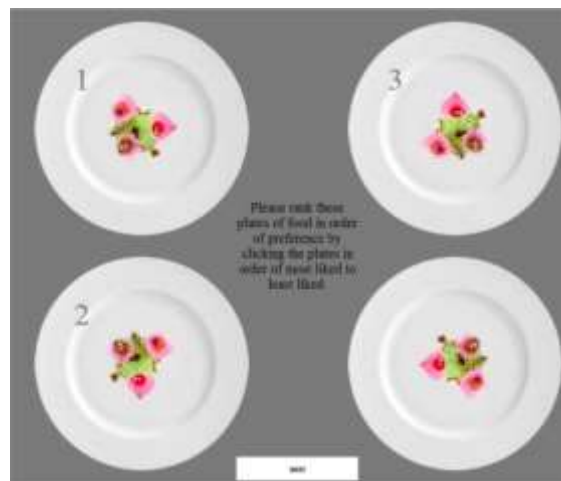 1
3
Please rank these
plates of food in order
of preference by
clicking the plates in
order of most liked to
least liked
2
next